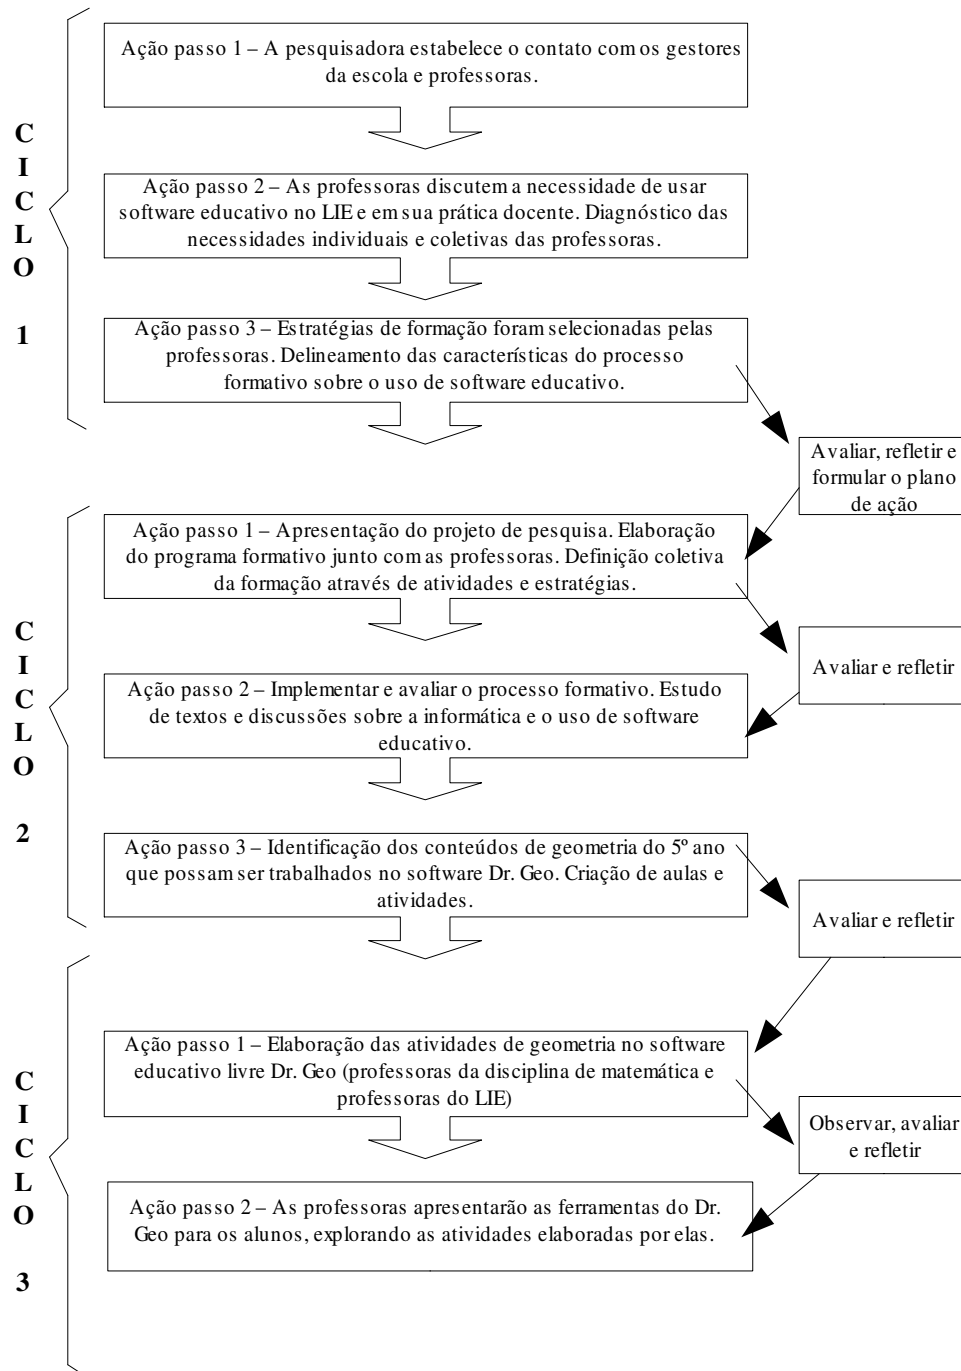 CICLO 1
Ação passo 1 – A pesquisadora estabelece o contato com os gestores
da escola e professoras.
Ação passo 2 – As professoras discutem a necessidade de usar
software educativo no LIE e em sua prática docente. Diagnóstico das
necessidades individuais e coletivas das professoras.
Ação passo 3 – Estratégias de formação foram selecionadas pelas
professoras. Delineamento das características do processo
formativo sobre o uso de software educativo.
Avaliar, refletir e
formular o plano
de ação
CICLO 2
Ação passo 1 – Apresentação do projeto de pesquisa. Elaboração
do programa formativo junto com as professoras. Definição coletiva
da formação através de atividades e estratégias.
Avaliar e refletir
Ação passo 2 – Implementar e avaliar o processo formativo. Estudo
de textos e discussões sobre a informática e o uso de software
educativo.
Ação passo 3 – Identificação dos conteúdos de geometria do 5º ano
que possam ser trabalhados no software Dr. Geo. Criação de aulas e
atividades.
Avaliar e refletir
CICLO 3
Ação passo 1 – Elaboração das atividades de geometria no software
educativo livre Dr. Geo (professoras da disciplina de matemática e
professoras do LIE)
Observar, avaliar
e refletir
Ação passo 2 – As professoras apresentarão as ferramentas do Dr.
Geo para os alunos, explorando as atividades elaboradas por elas.